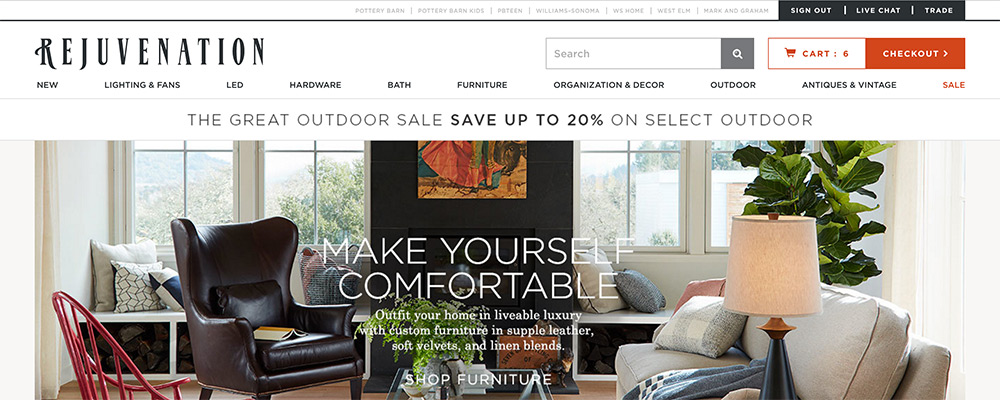 POTTERY BARN | POTTERY BARN KIDS | PBTEEN | WILLIAMS-SONOMA | WS HOME | WEST ELM | MARK AND GRAHAM
SIGN OUT | LIVE CHAT | TRADE
REJUVENATION
Search
CART : 6
CHECKOUT >
NEW LIGHTING & FANS LED HARDWARE BATH FURNITURE ORGANIZATION & DECOR OUTDOOR ANTIQUES & VINTAGE SALE
THE GREAT OUTDOOR SALE SAVE UP TO 20% ON SELECT OUTDOOR
MAKE YOURSELF
COMFORTABLE
Outfit your home in liveable luxury
with custom furniture in supple leather,
soft velvets, and linen blends.
SHOP FURNITURE